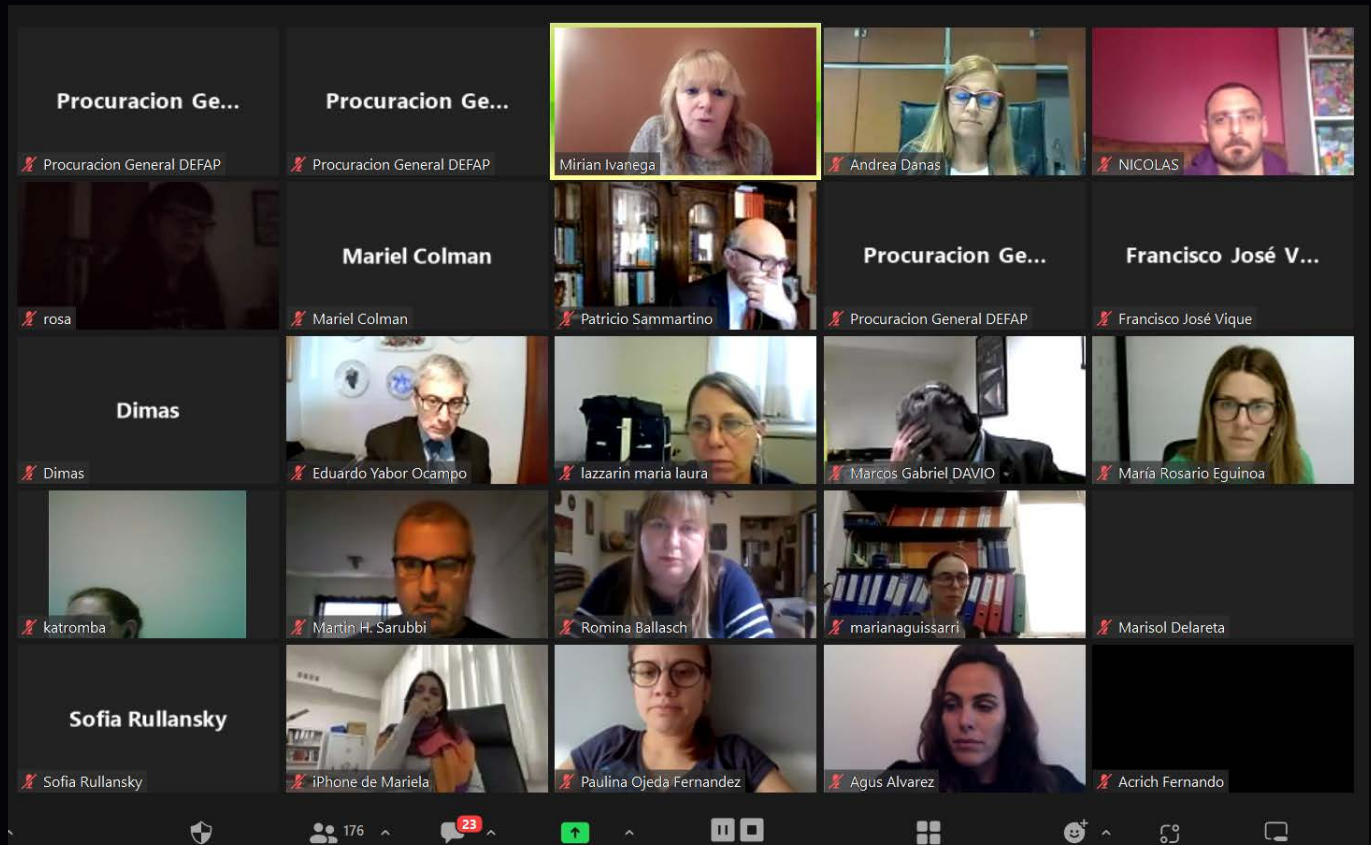 Procuracion Ge...
Procuracion General DEFAP
Procuracion Ge...
Procuracion General DEFAP
Mirian Ivanega
Andrea Danas
NICOLAS
rosa
Mariel Colman
Mariel Colman
Patricio Sammartino
Procuracion Ge...
Procuracion General DEFAP
Francisco José V...
Francisco José Vique
Dimas
Dimas
Eduardo Yabor Ocampo
lazzarin maria laura
Marcos Gabriel DAVIO
María Rosario Eguinoa
katromba
Martin H. Sarubbi
Romina Ballasch
marianaguissarri
Marisol Delareta
Sofia Rullansky
Sofia Rullansky
iPhone de Mariela
Paulina Ojeda Fernandez
Agus Alvarez
Acrich Fernando
176
23